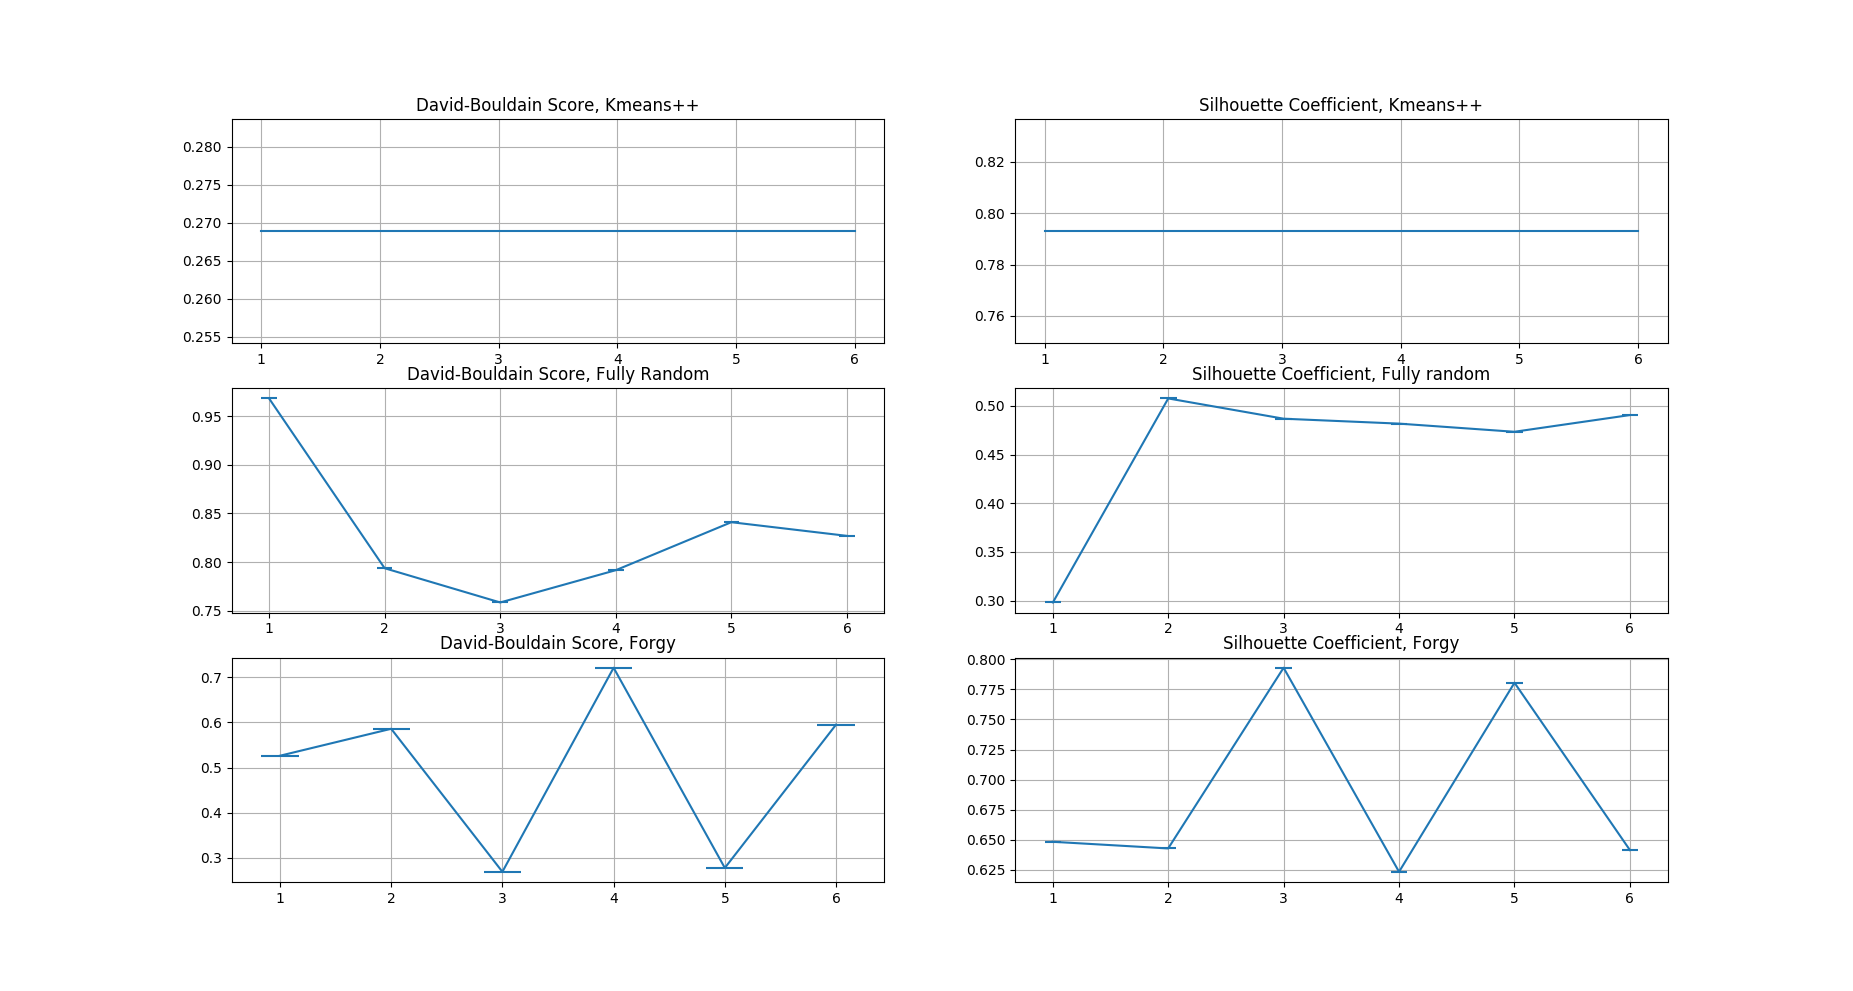 David-Bouldain Score, Kmeans++
0.280
0.275
0.270
0.265
0.260
0.255
1 2 3 4 5 6
Silhouette Coefficient, Kmeans++
0.82
0.80
0.78
0.76
1 2 3 4 5 6
David-Bouldain Score, Fully Random
0.95
0.90
0.85
0.80
0.75
1 2 3 4 5 6
Silhouette Coefficient, Fully random
0.50
0.45
0.40
0.35
0.30
1 2 3 4 5 6
David-Bouldain Score, Forgy
0.7
0.6
0.5
0.4
0.3
1 2 3 4 5 6
Silhouette Coefficient, Forgy
0.800
0.775
0.750
0.725
0.700
0.675
0.650
0.625
1 2 3 4 5 6